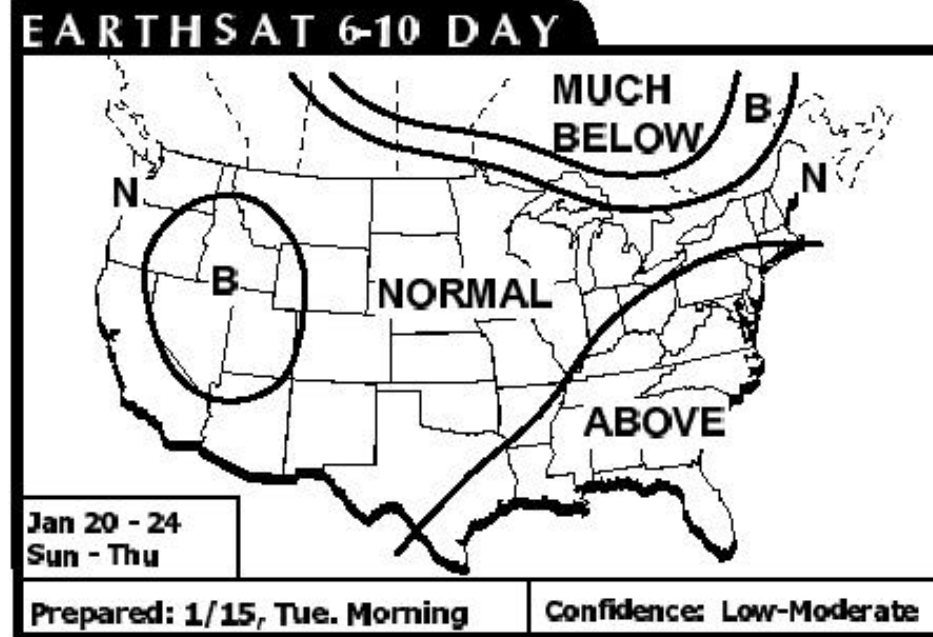 EARTHSAT 6-10 DAY
MUCH
BELOW
B
N
N
B
NORMAL
ABOVE
Jan 20 - 24
Sun - Thu
Prepared: 1/15, Tue. Morning
Confidence: Low-Moderate